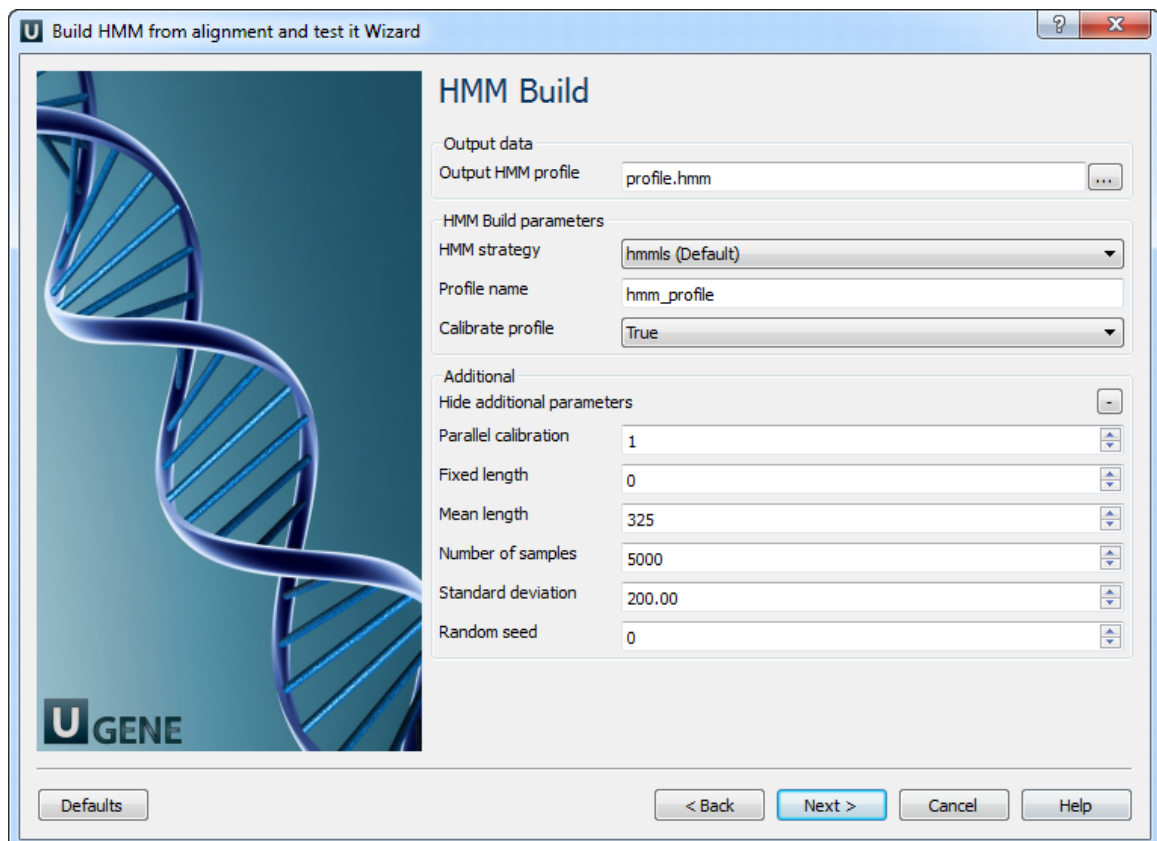 U Build HMM from alignment and test it Wizard
?
HMM Build
Output data
Output HMM profile profile.hmm ...
HMM Build parameters
HMM strategy hmmls (Default)
Profile name hmm_profile
Calibrate profile True
Additional
Hide additional parameters -
Parallel calibration 1
Fixed length 0
Mean length 325
Number of samples 5000
Standard deviation 200.00
Random seed 0
U GENE
Defaults < Back Next > Cancel Help